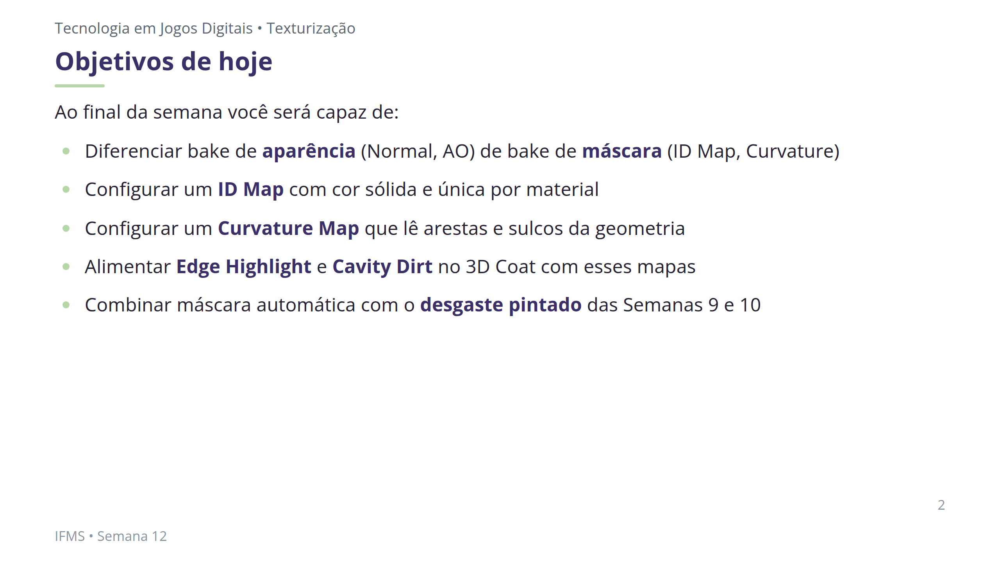 Tecnologia em Jogos Digitais • Texturização
Objetivos de hoje
Ao final da semana você será capaz de:
Diferenciar bake de aparência (Normal, AO) de bake de máscara (ID Map, Curvature)
Configurar um ID Map com cor sólida e única por material
Configurar um Curvature Map que lê arestas e sulcos da geometria
Alimentar Edge Highlight e Cavity Dirt no 3D Coat com esses mapas
Combinar máscara automática com o desgaste pintado das Semanas 9 e 10
2
IFMS • Semana 12